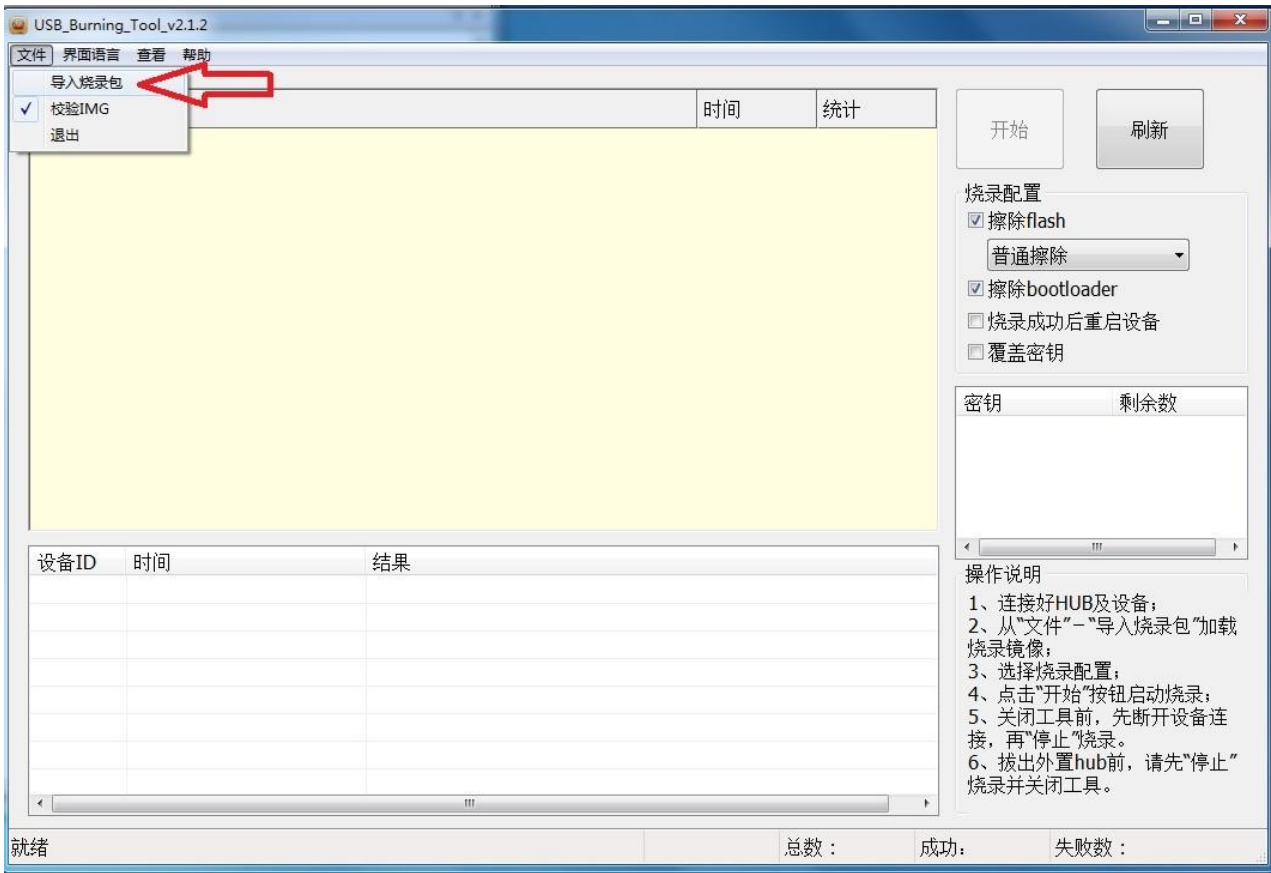 USB_Burning_Tool_v2.1.2
文件 界面语言 查看 帮助
导入烧录包
校验IMG
退出
时间 统计
开始 刷新
烧录配置
擦除flash
普通擦除
擦除bootloader
烧录成功后重启设备
覆盖密钥
密钥 剩余数
设备ID 时间 结果
操作说明
1、连接好HUB及设备;
2、从"文件"-"导入烧录包"加载
烧录镜像;
3、选择烧录配置;
4、点击"开始"按钮启动烧录;
5、关闭工具前, 先断开设备连
接, 再"停止"烧录。
6、拔出外置hub前, 请先"停止"
烧录并关闭工具。
就绪 总数: 成功: 失败数: